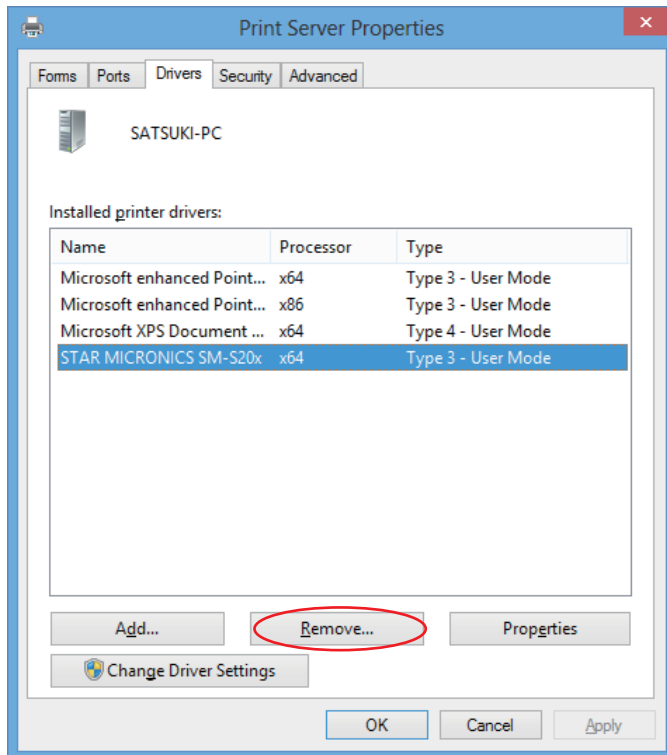 Print Server Properties
Forms Ports Drivers Security Advanced
SATSUKI-PC
Installed printer drivers:
Name Processor Type
Microsoft enhanced Point... x64 Type 3 - User Mode
Microsoft enhanced Point... x86 Type 3 - User Mode
Microsoft XPS Document ... x64 Type 4 - User Mode
STAR MICRONICS SM-S20x x64 Type 3 - User Mode
Add... Remove... Properties
Change Driver Settings
OK Cancel Apply